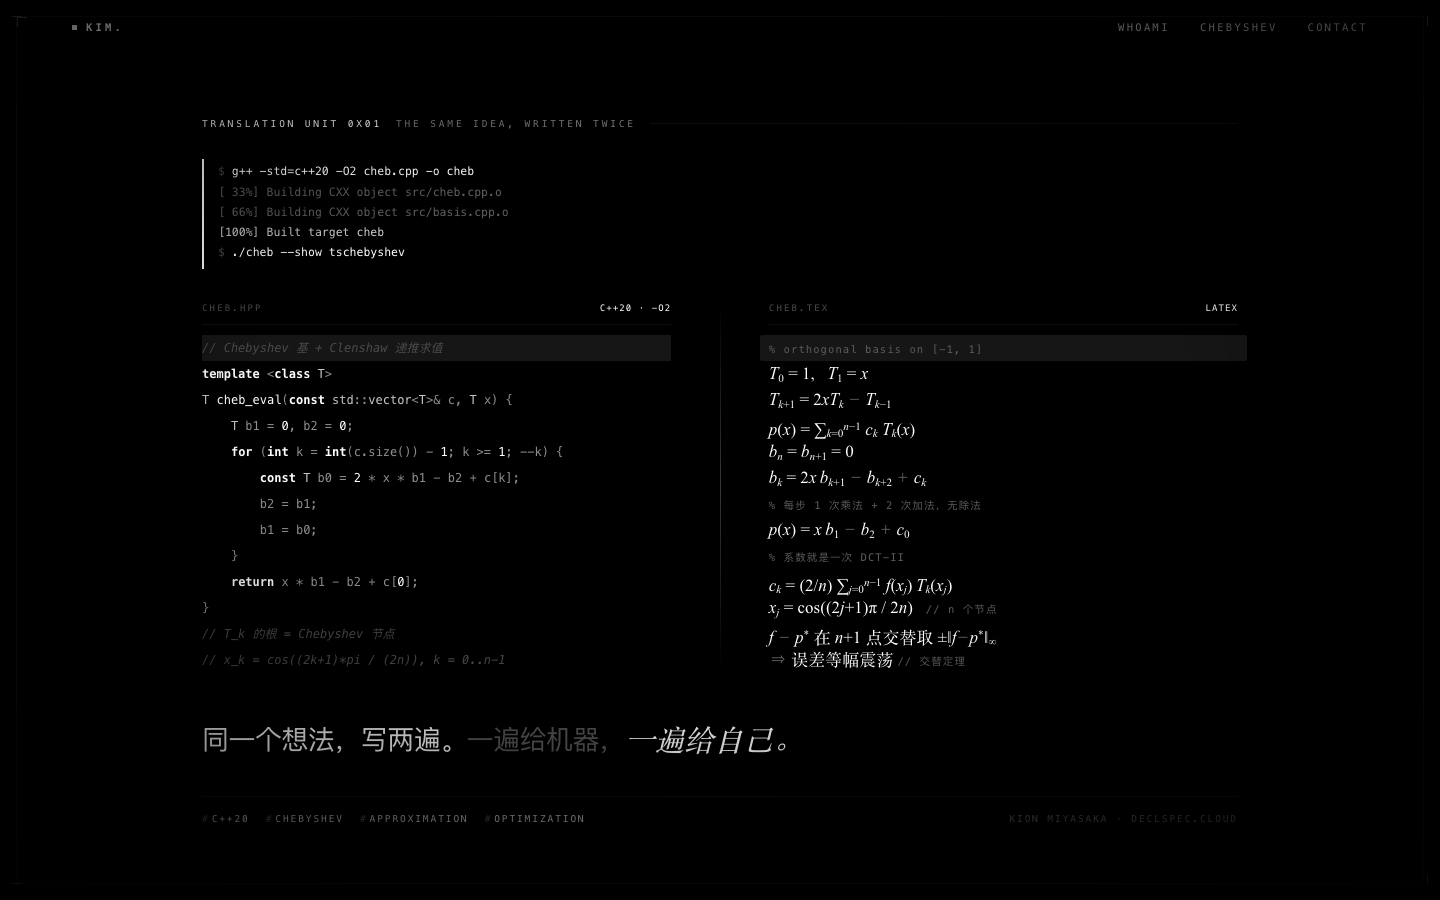 KIM.
WHOAMI CHEBYSHEV CONTACT
TRANSLATION UNIT 0X01 THE SAME IDEA, WRITTEN TWICE
$ g++ -std=c++20 -O2 cheb.cpp -o cheb
[ 33%] Building CXX object src/cheb.cpp.o
[ 66%] Building CXX object src/basis.cpp.o
[100%] Built target cheb
$ ./cheb --show tschebyshev
CHEB.HPP C++20 · -O2
// Chebyshev 基 + Clenshaw 递推求值
template <class T>
T cheb_eval(const std::vector<T>& c, T x) {
    T b1 = 0, b2 = 0;
    for (int k = int(c.size()) - 1; k >= 1; --k) {
        const T b0 = 2 * x * b1 - b2 + c[k];
        b2 = b1;
        b1 = b0;
    }
    return x * b1 - b2 + c[0];
}
// T_k 的根 = Chebyshev 节点
// x_k = cos((2k+1)*pi / (2n)), k = 0..n-1
CHEB.TEX LATEX
% orthogonal basis on [-1, 1]
T₀ = 1, T₁ = x
Tₖ₊₁ = 2xTₖ − Tₖ₋₁
p(x) = ∑ₖ₌₀ⁿ⁻¹ cₖ Tₖ(x)
bₙ = bₙ₊₁ = 0
bₖ = 2x bₖ₊₁ − bₖ₊₂ + cₖ
% 每步 1 次乘法 + 2 次加法，无除法
p(x) = x b₁ − b₂ + c₀
% 系数就是一次 DCT-II
cₖ = (2/n) ∑ⱼ₌₀ⁿ⁻¹ f(xⱼ) Tₖ(xⱼ)
xⱼ = cos((2j+1)π / 2n) // n 个节点
f − p* 在 n+1 点交替取 ±‖f−p*‖∞
⇒ 误差等幅震荡 // 交替定理
同一个想法，写两遍。一遍给机器，一遍给自己。
#C++20 #CHEBYSHEV #APPROXIMATION #OPTIMIZATION
KION MIYASAKA · DECLSPEC.CLOUD